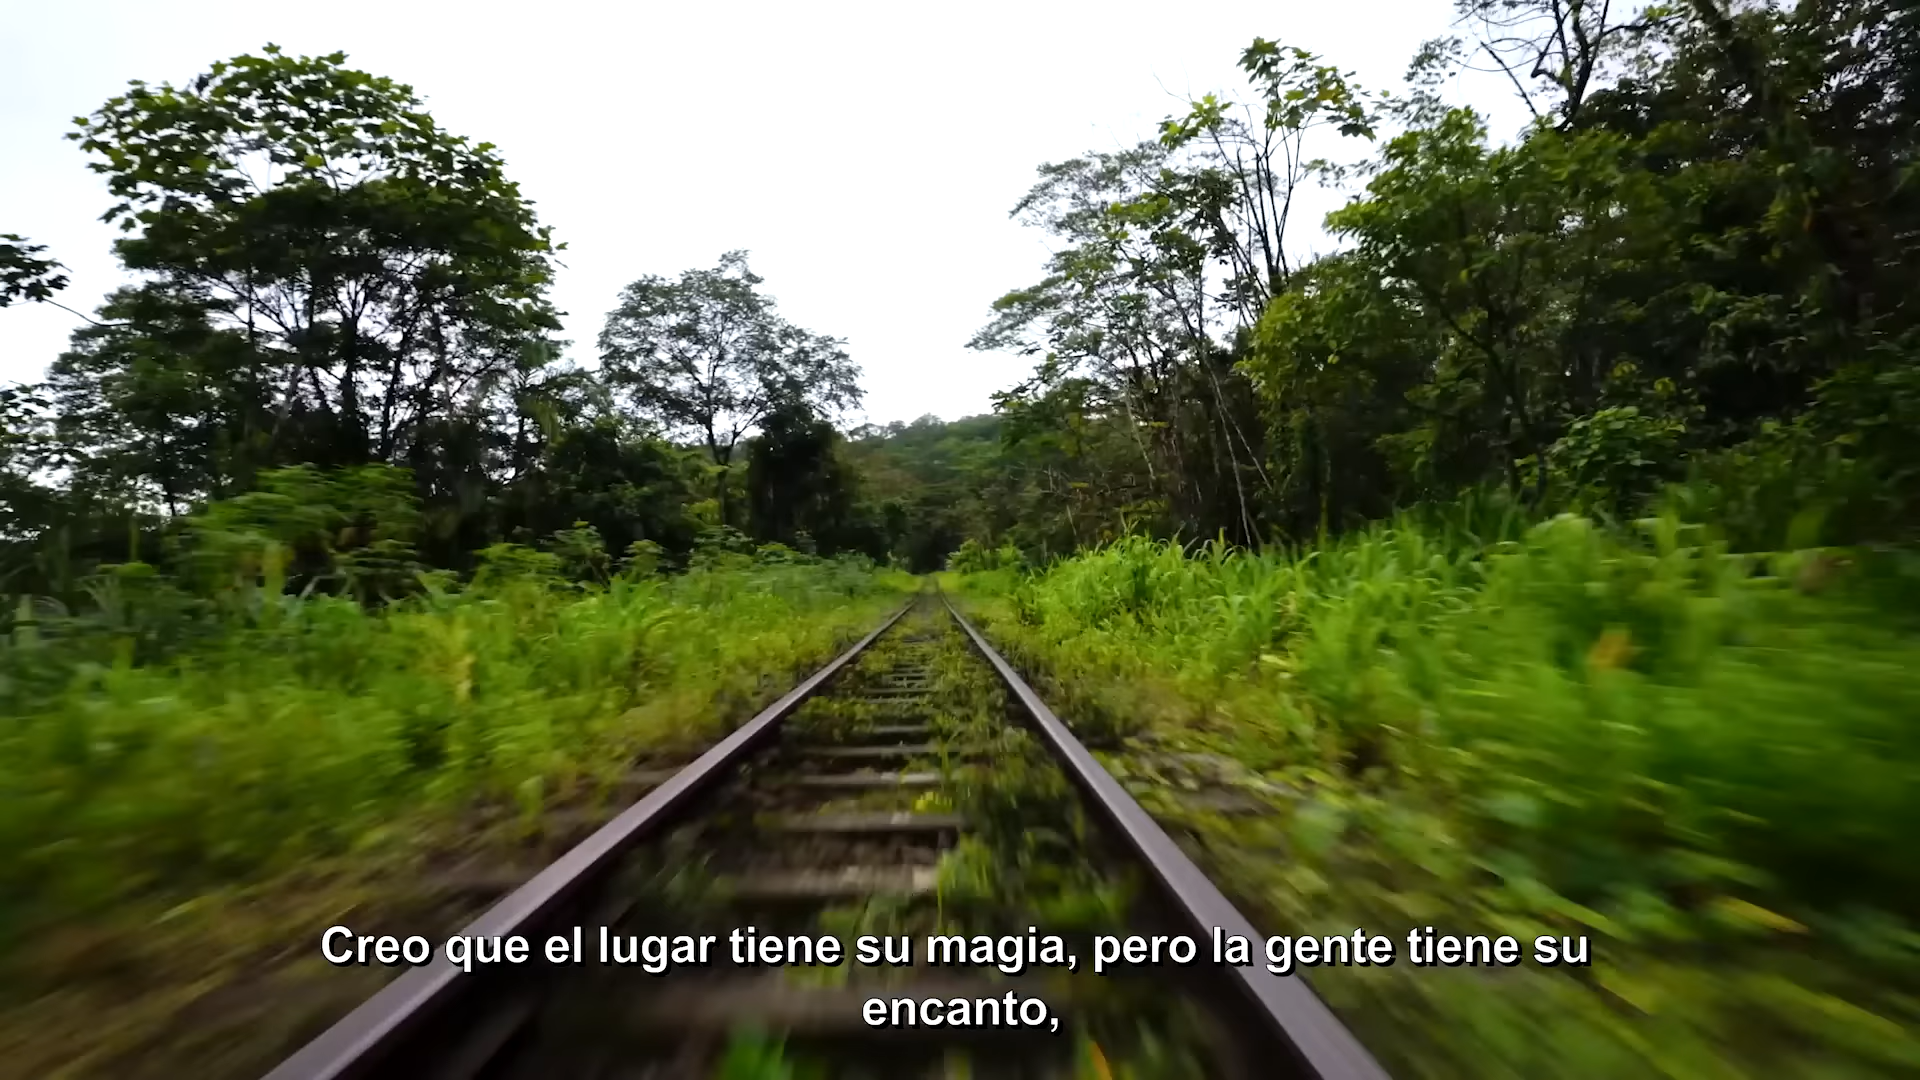 Creo que el lugar tiene su magia, pero la gente tiene su
encanto,